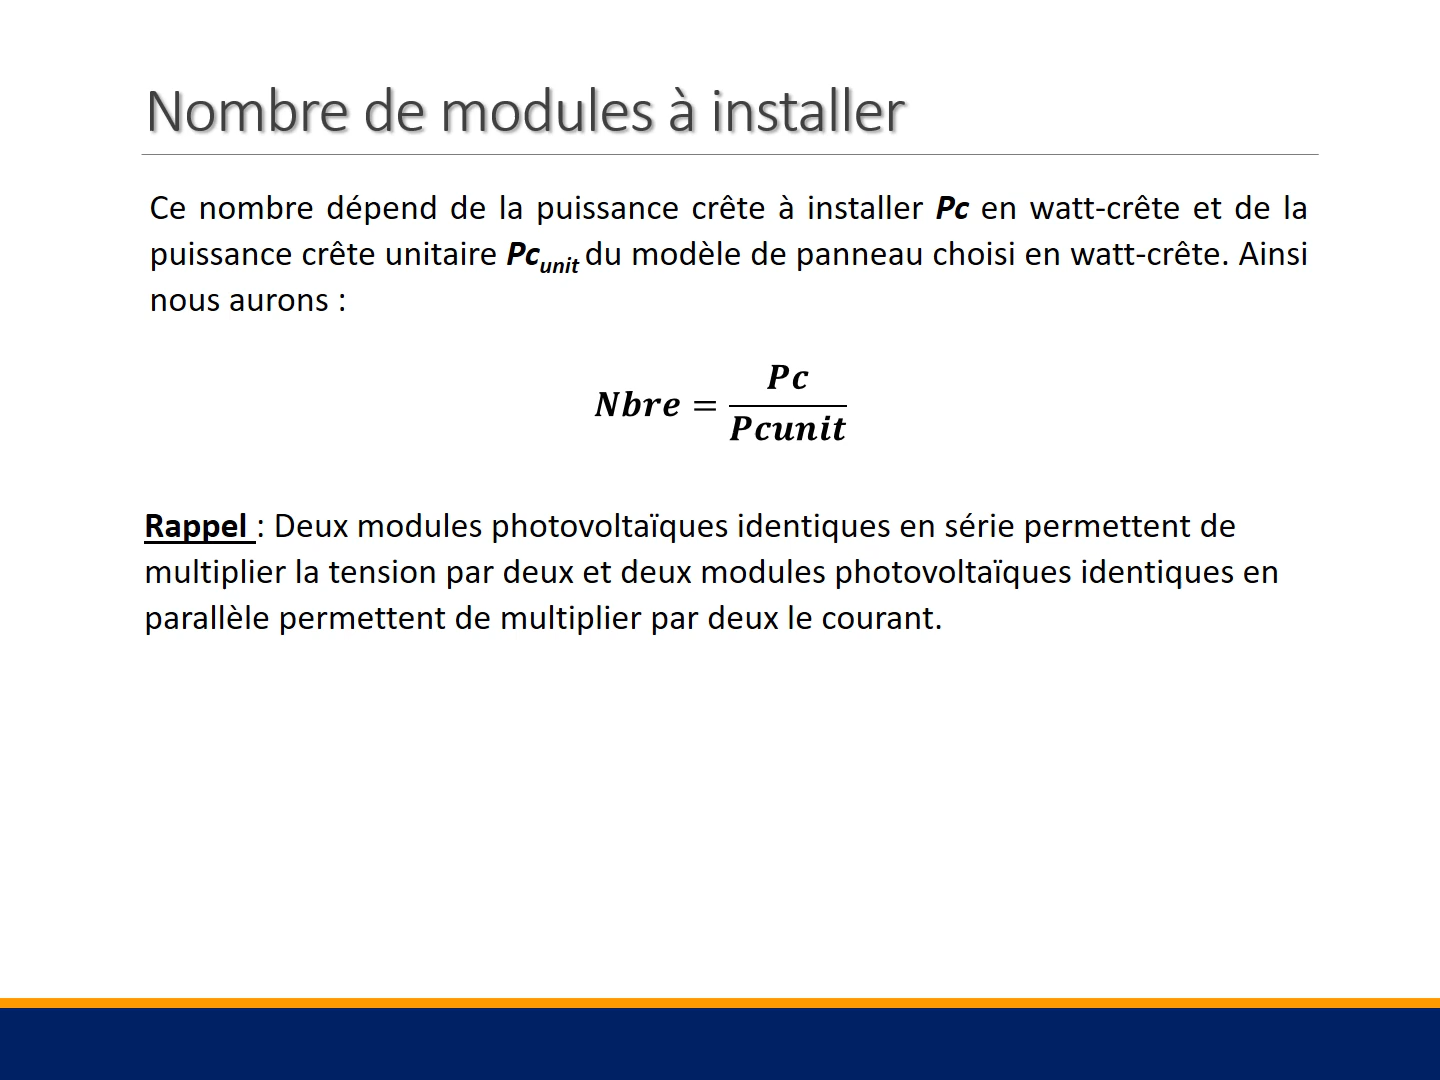 Nombre de modules à installer
Ce nombre dépend de la puissance crête à installer Pc en watt-crête et de la
puissance crête unitaire Pcunit du modèle de panneau choisi en watt-crête. Ainsi
nous aurons :
Nbre = Pc / Pcunit
Rappel : Deux modules photovoltaïques identiques en série permettent de
multiplier la tension par deux et deux modules photovoltaïques identiques en
parallèle permettent de multiplier par deux le courant.